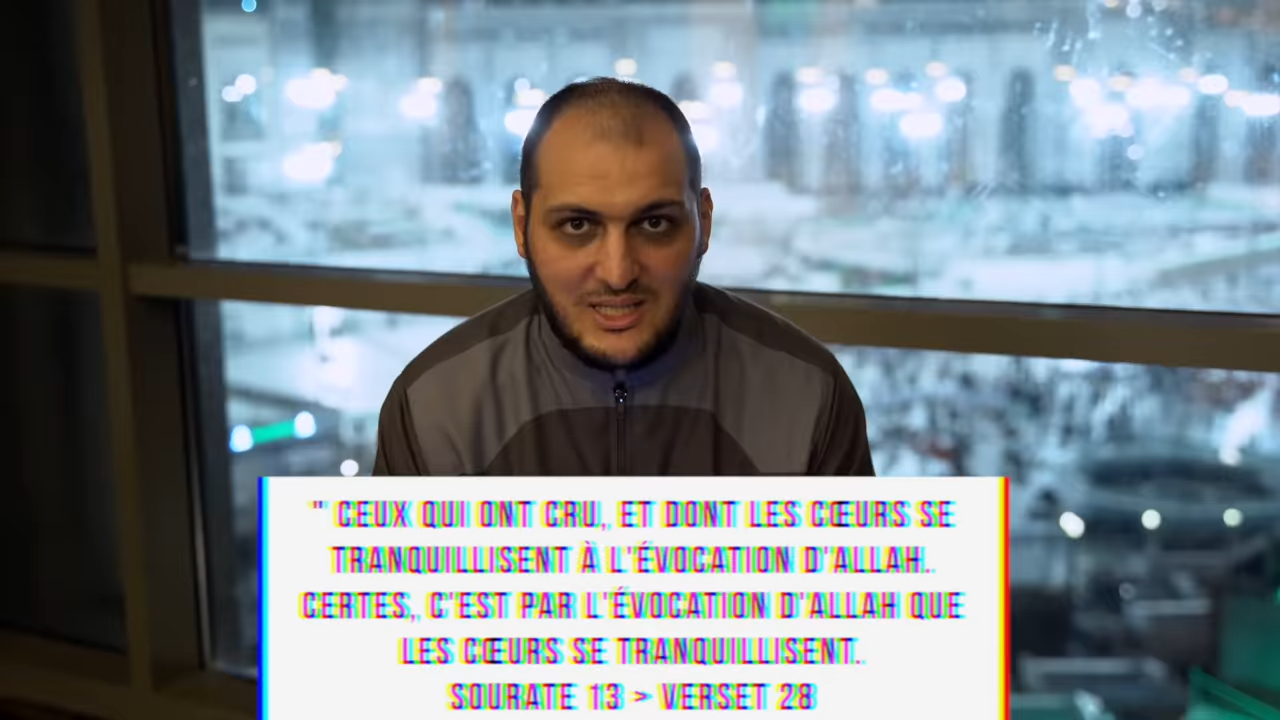 " CEUX QUI ONT CRU, ET DONT LES CŒURS SE
TRANQUILLISENT À L'ÉVOCATION D'ALLAH.
CERTES, C'EST PAR L'ÉVOCATION D'ALLAH QUE
LES CŒURS SE TRANQUILLISENT.
SOURATE 13 > VERSET 28